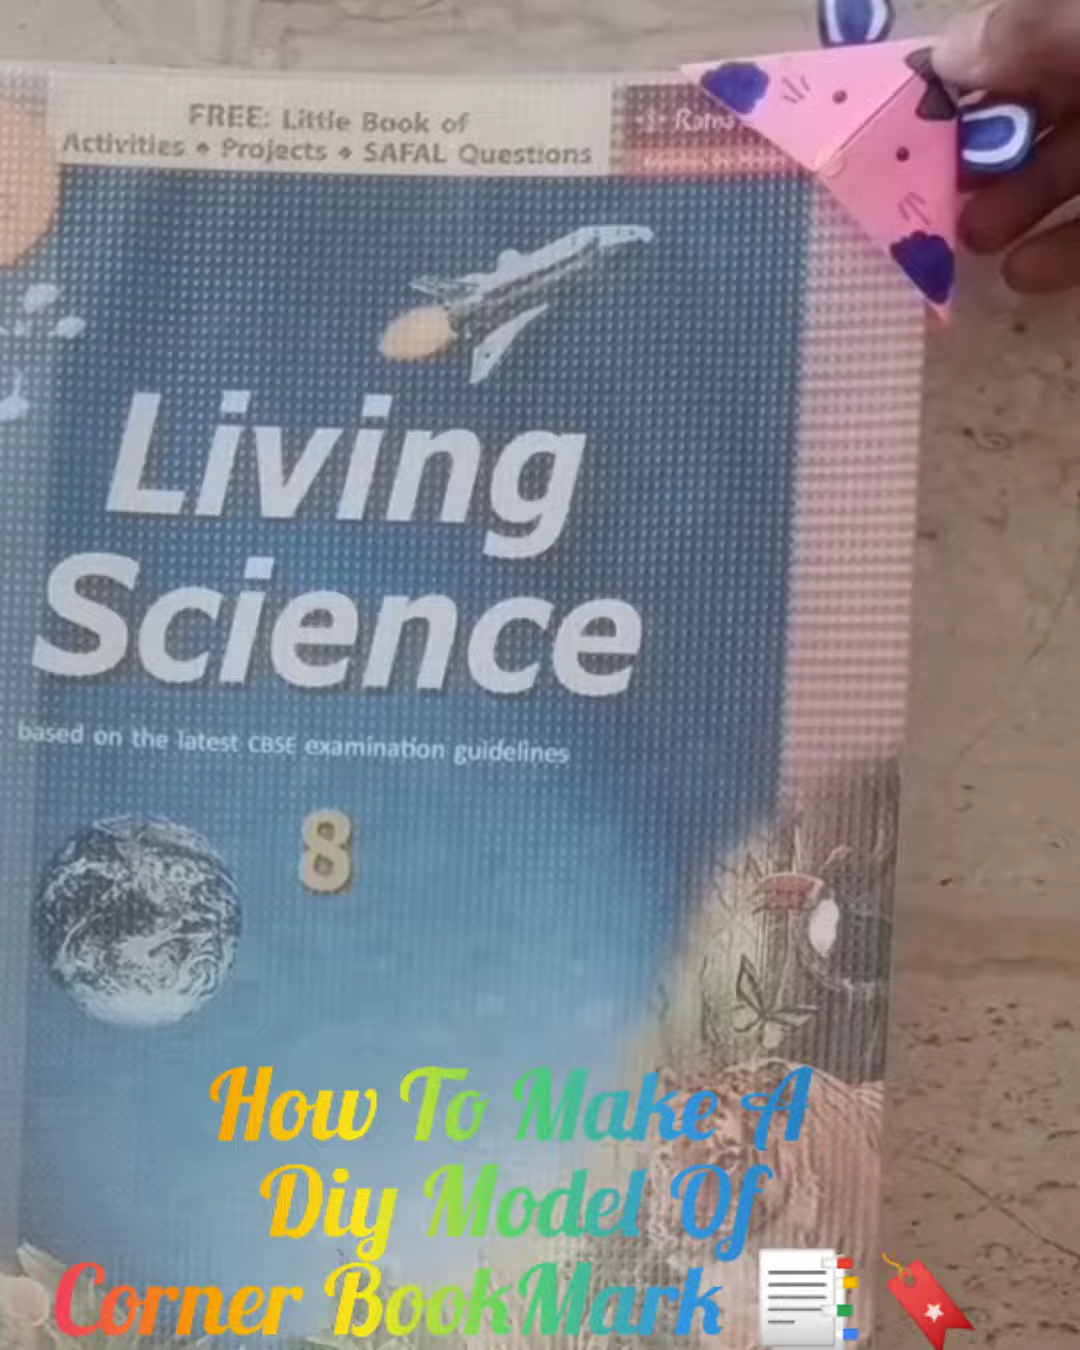 FREE: Little Book of
Activities ♠ Projects ♠ SAFAL Questions
Ratna
Living
Science
based on the latest CBSE examination guidelines
8
How To Make A
Diy Model Of
Corner BookMark 📑 🔖